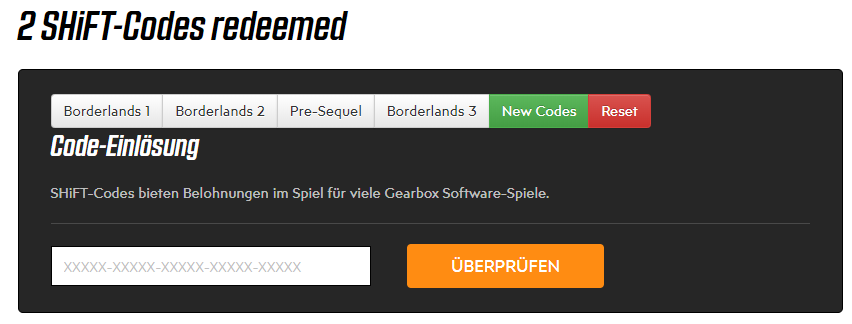 2 SHiFT-Codes redeemed
Borderlands 1 Borderlands 2 Pre-Sequel Borderlands 3 New Codes Reset
Code-Einlösung
SHiFT-Codes bieten Belohnungen im Spiel für viele Gearbox Software-Spiele.
XXXXX-XXXXX-XXXXX-XXXXX-XXXXX ÜBERPRÜFEN